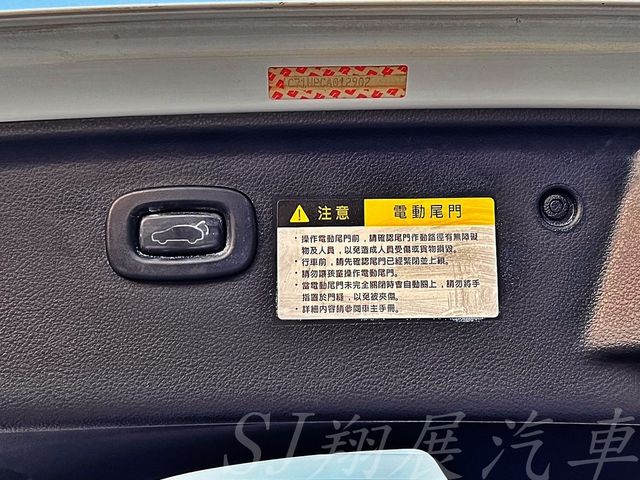 C71UPCA012902
注意 電動尾門
・操作電動尾門前，請確認尾門作動路徑有無障礙
物及人員，以免造成人員受傷或貨物損毀。
・行車前，請先確認尾門已經緊閉並上鎖。
・請勿讓孩童操作電動尾門。
・當電動尾門未完全關閉時會自動關上，請勿將手
指置於門縫，以免被夾傷。
・詳細內容請參閱車主手冊。
SJ翔展汽車